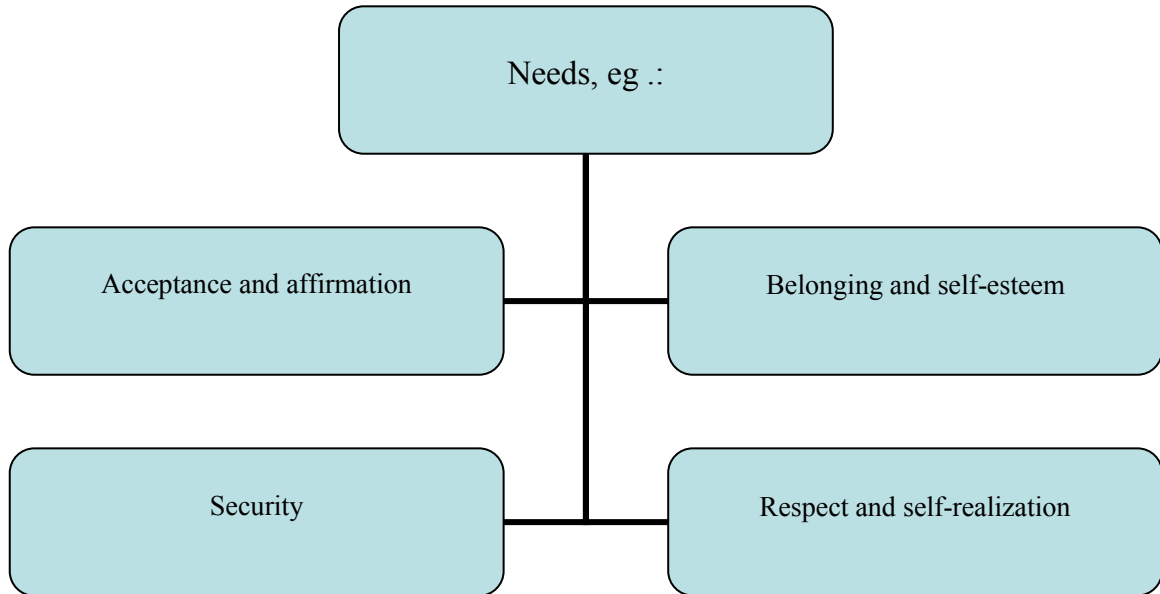 Needs, eg .:
Acceptance and affirmation
Belonging and self-esteem
Security
Respect and self-realization